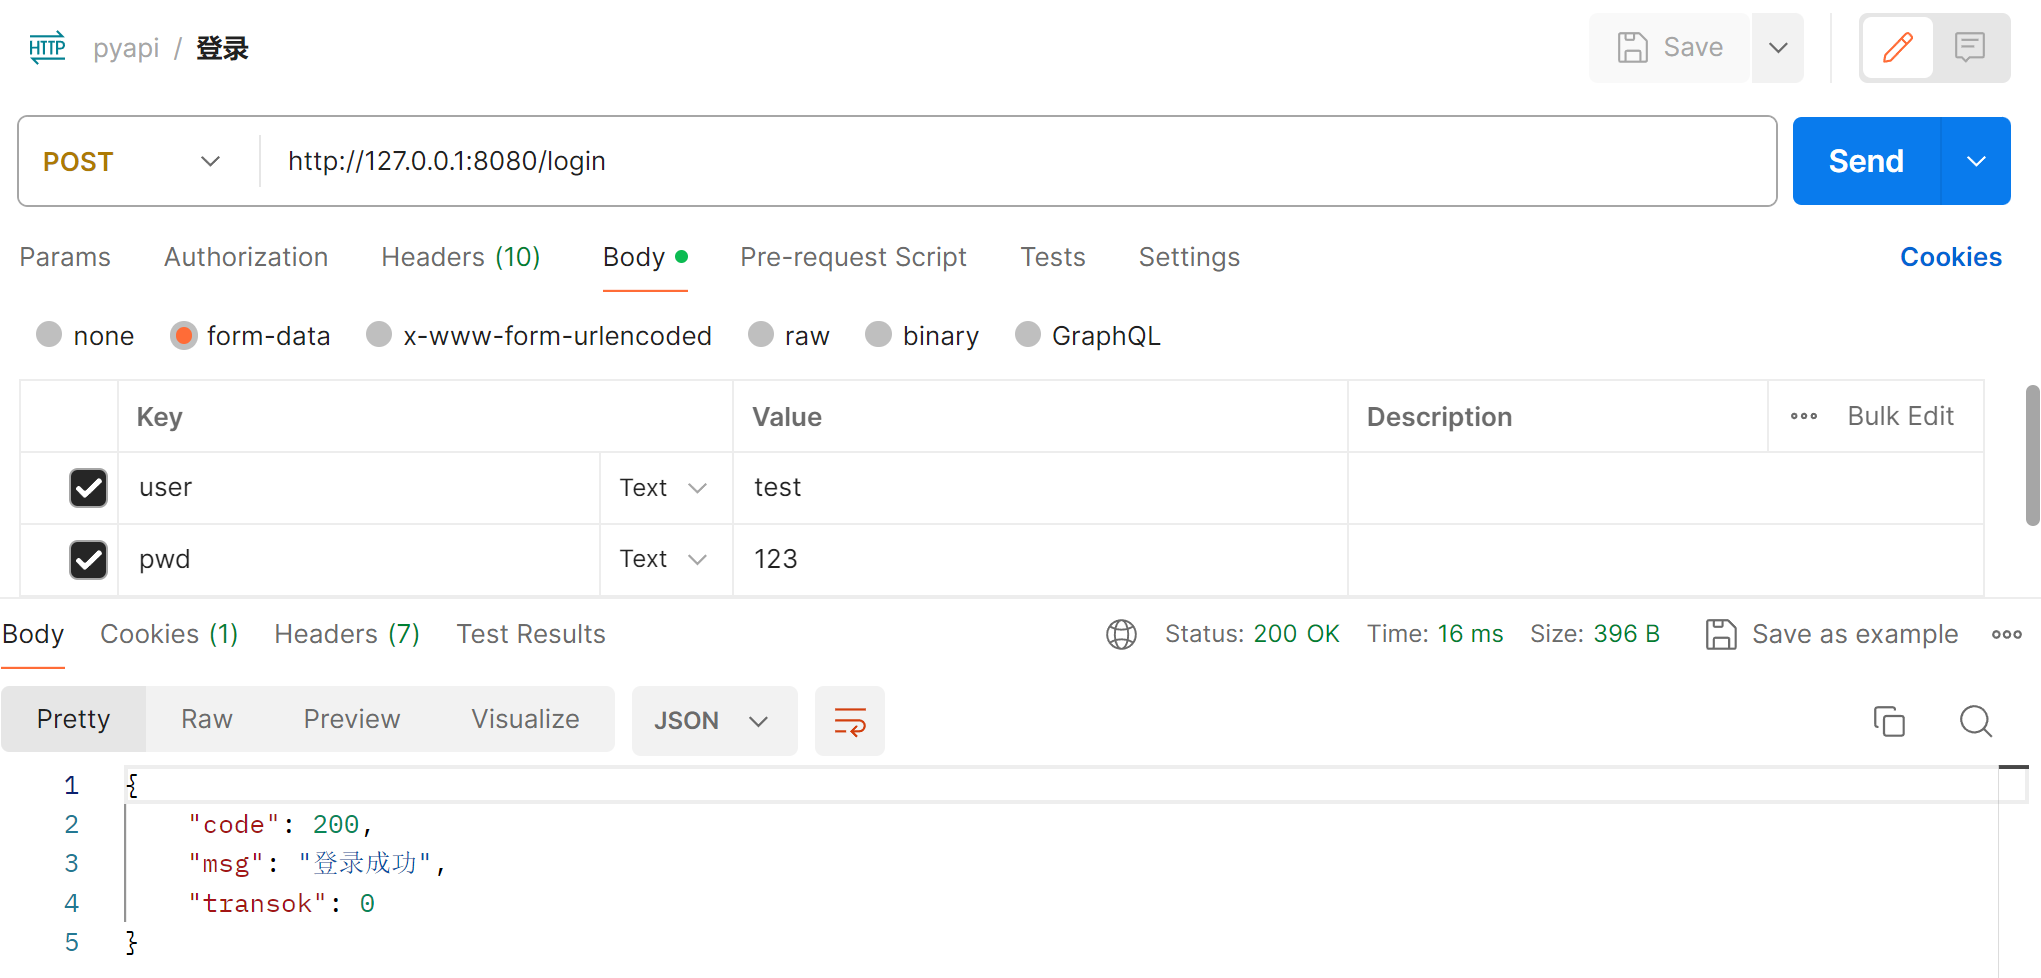 HTTP pyapi / 登录 Save
POST http://127.0.0.1:8080/login Send
Params Authorization Headers (10) Body Pre-request Script Tests Settings Cookies
none form-data x-www-form-urlencoded raw binary GraphQL
Key Value Description Bulk Edit
user Text test
pwd Text 123
Body Cookies (1) Headers (7) Test Results Status: 200 OK Time: 16 ms Size: 396 B Save as example
Pretty Raw Preview Visualize JSON
1 {
2 "code": 200,
3 "msg": "登录成功",
4 "transok": 0
5 }